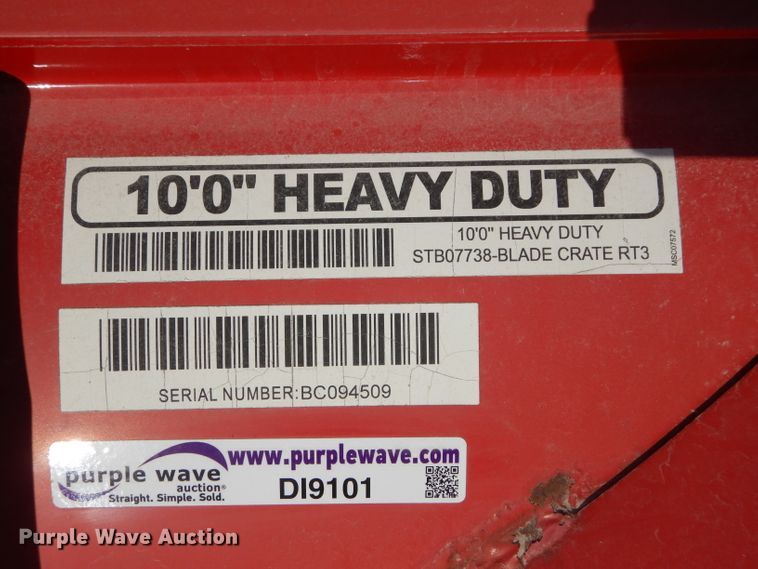 10'0" HEAVY DUTY
10'0" HEAVY DUTY
STB07738-BLADE CRATE RT3
MSC07572
SERIAL NUMBER:BC094509
purple wave
auction®
Straight. Simple. Sold.
www.purplewave.com
DI9101
Purple Wave Auction